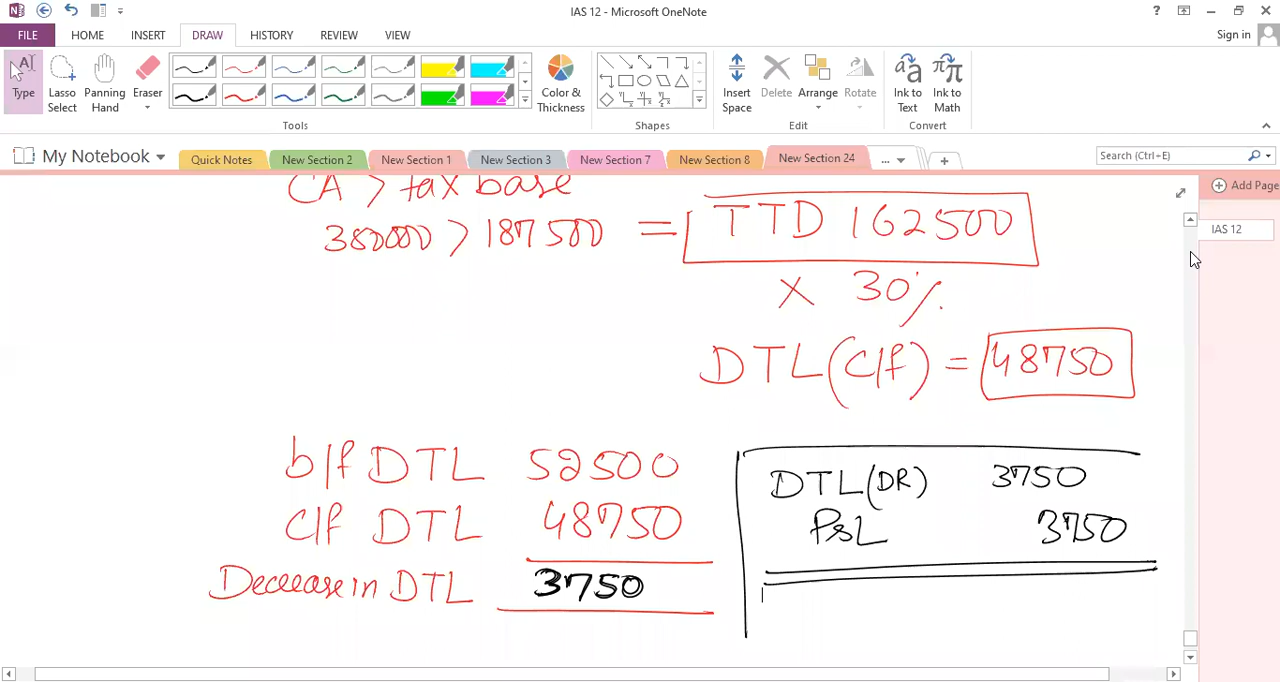 IAS 12 - Microsoft OneNote
Sign in
FILE HOME INSERT DRAW HISTORY REVIEW VIEW
Type
Lasso Select
Panning Hand
Eraser
Color & Thickness
Insert Space
Delete
Arrange
Rotate
Ink to Text
Ink to Math
Tools
Shapes
Edit
Convert
My Notebook
Quick Notes
New Section 2
New Section 1
New Section 3
New Section 7
New Section 8
New Section 24
...
Search (Ctrl+E)
Add Page
IAS 12
CA > tax base
350000 > 187500 = TTD 162500
X 30%
DTL (C/f) = 48750
b/f DTL 52500
c/f DTL 48750
Decrease in DTL 3750
DTL (DR) 3750
PsL 3750